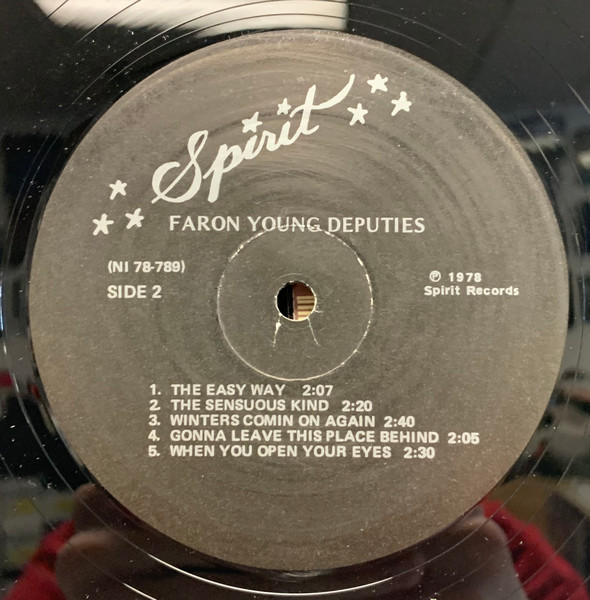 Spirit
FARON YOUNG DEPUTIES
(NI 78-789)
SIDE 2
℗ 1978
Spirit Records
1. THE EASY WAY 2:07
2. THE SENSUOUS KIND 2:20
3. WINTERS COMIN ON AGAIN 2:40
4. GONNA LEAVE THIS PLACE BEHIND 2:05
5. WHEN YOU OPEN YOUR EYES 2:30